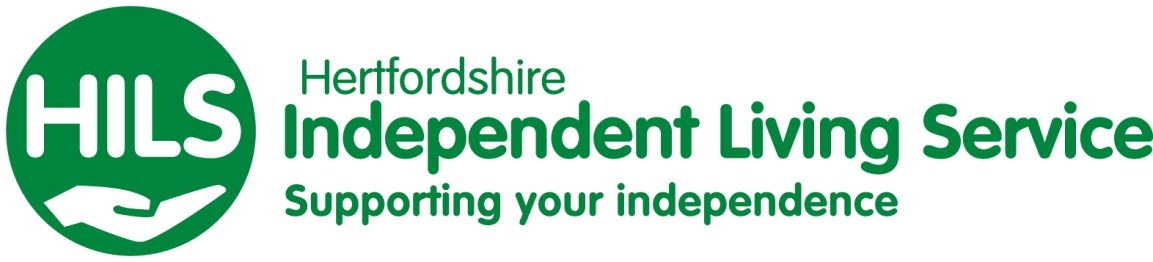 HILS
Hertfordshire
Independent Living Service
Supporting your independence